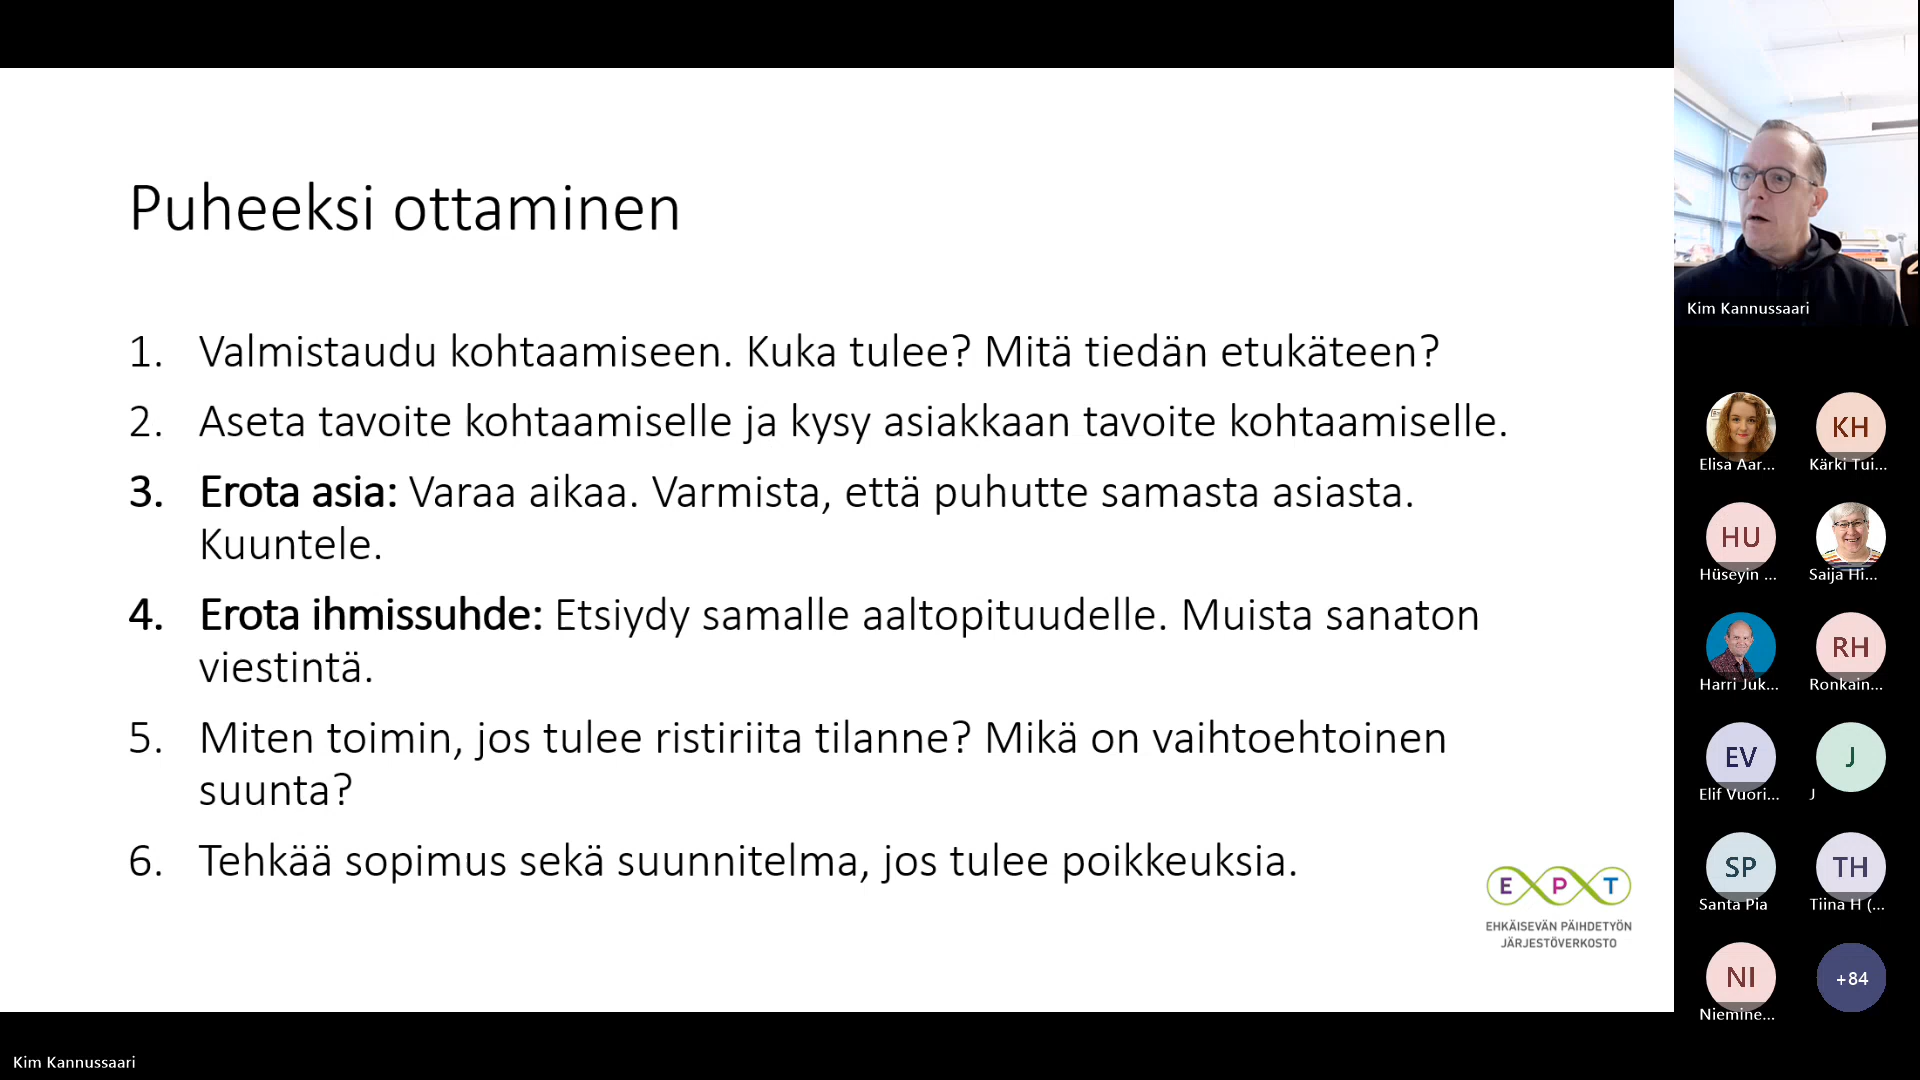 Puheeksi ottaminen
1. Valmistaudu kohtaamiseen. Kuka tulee? Mitä tiedän etukäteen?
2. Aseta tavoite kohtaamiselle ja kysy asiakkaan tavoite kohtaamiselle.
3. Erota asia: Varaa aikaa. Varmista, että puhutte samasta asiasta.
Kuuntele.
4. Erota ihmissuhde: Etsiydy samalle aaltopituudelle. Muista sanaton
viestintä.
5. Miten toimin, jos tulee ristiriita tilanne? Mikä on vaihtoehtoinen
suunta?
6. Tehkää sopimus sekä suunnitelma, jos tulee poikkeuksia.
E P T
EHKÄISEVÄN PÄIHDETYÖN
JÄRJESTÖVERKOSTO
Kim Kannussaari
Kim Kannussaari
Elisa Aar...
KH
Kärki Tui...
HU
Hüseyin ...
Saija Hi...
Harri Juk...
RH
Ronkain...
EV
Elif Vuori...
J
J
SP
Santa Pia
TH
Tiina H (...
NI
Niemine...
+84